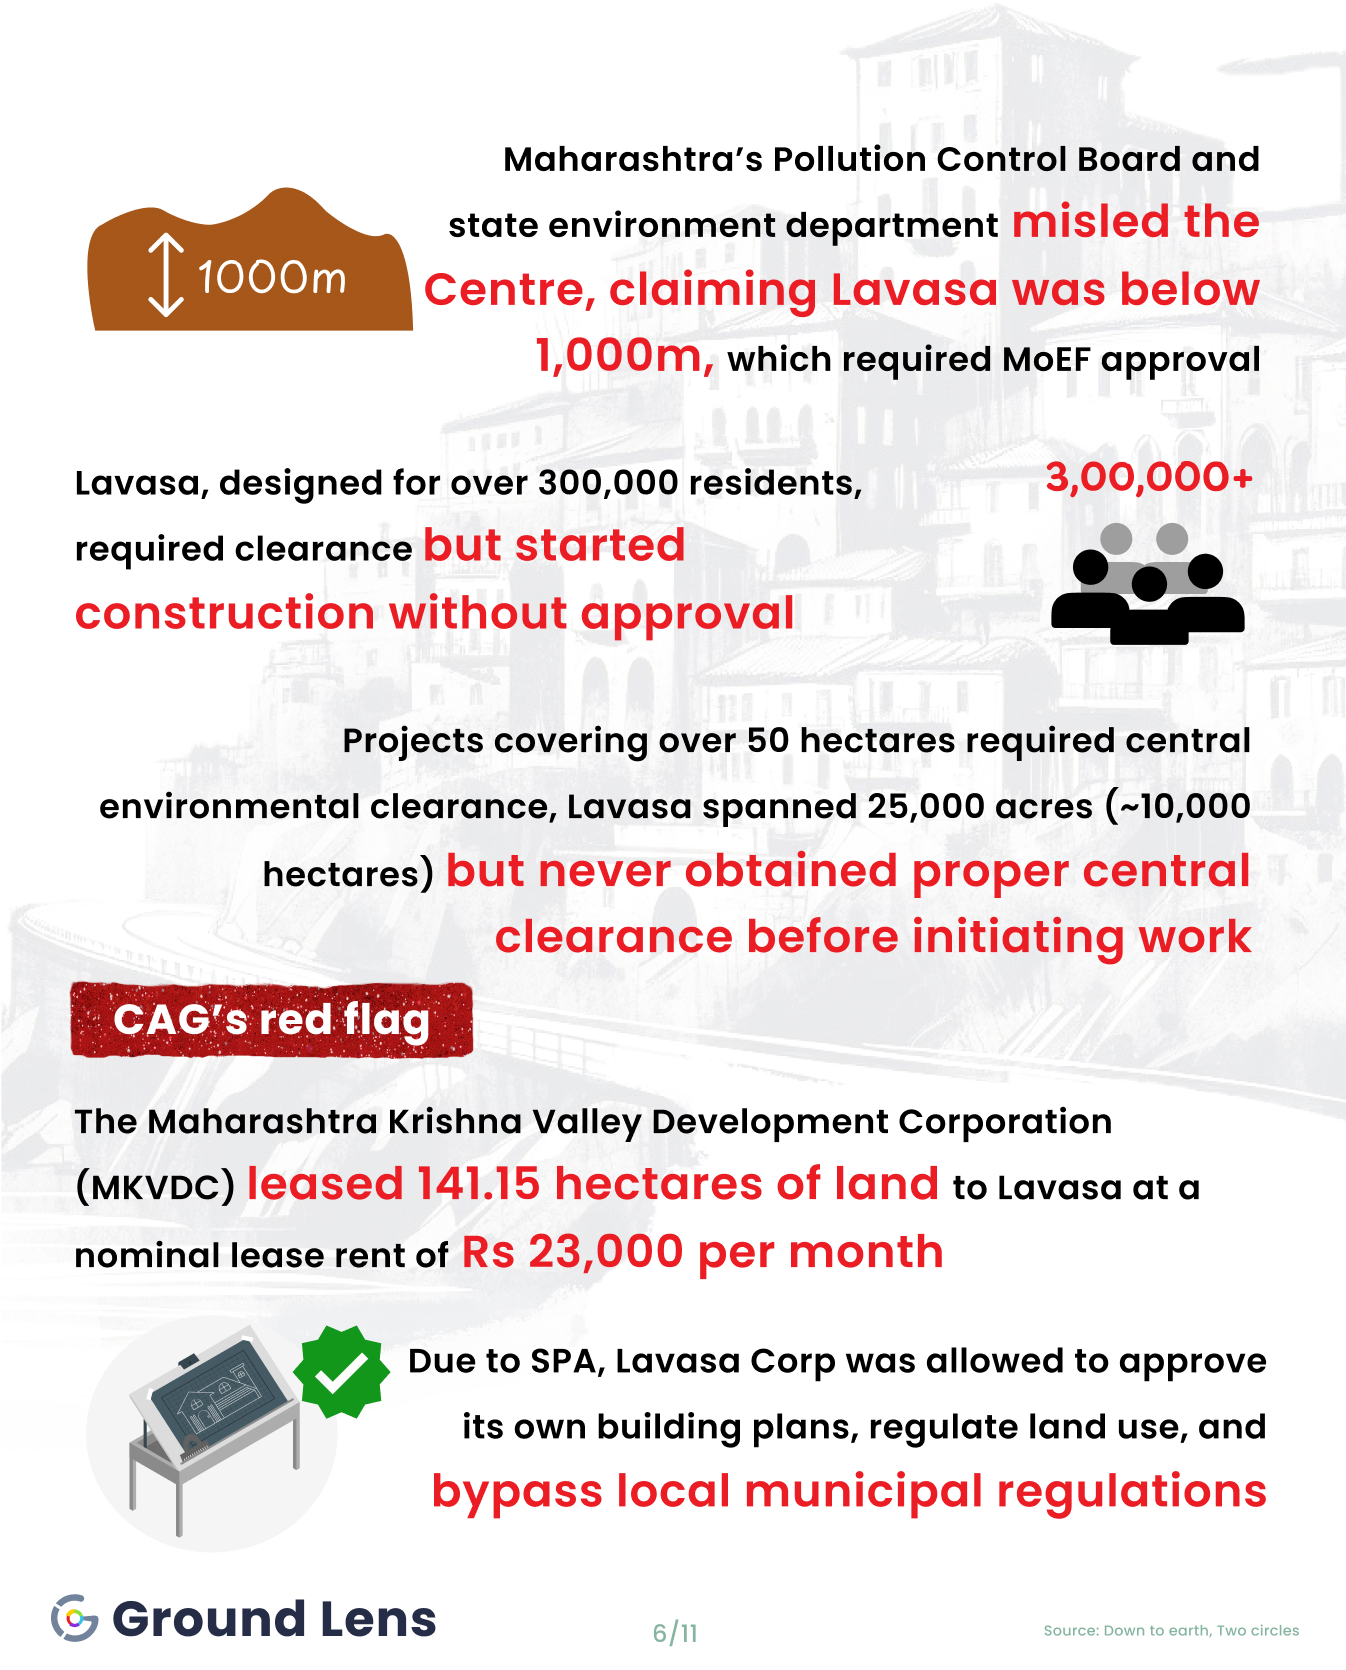 Maharashtra's Pollution Control Board and
state environment department misled the
Centre, claiming Lavasa was below
1,000m, which required MoEF approval
1000m
Lavasa, designed for over 300,000 residents,
required clearance but started
construction without approval
3,00,000+
Projects covering over 50 hectares required central
environmental clearance, Lavasa spanned 25,000 acres (~10,000
hectares) but never obtained proper central
clearance before initiating work
CAG's red flag
The Maharashtra Krishna Valley Development Corporation
(MKVDC) leased 141.15 hectares of land to Lavasa at a
nominal lease rent of Rs 23,000 per month
Due to SPA, Lavasa Corp was allowed to approve
its own building plans, regulate land use, and
bypass local municipal regulations
Ground Lens
6/11
Source: Down to earth, Two circles